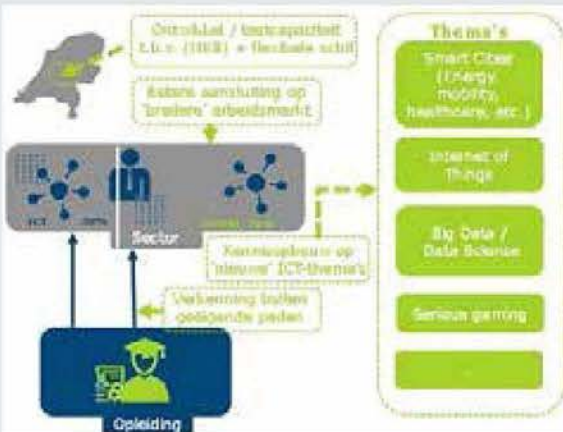 Ontwikkel / testcapaciteit
t.b.v. (MKB) + flexibele schil
Betere aansluiting op
'bredere' arbeidsmarkt
ICT
Sector
Kennisopbouw op
'nieuwe' ICT-thema's
Verkenning buiten
gebaande paden
Opleiding
Thema's
Smart Cities
(Energy,
mobility,
healthcare, etc.)
Internet of
Things
Big Data /
Data Science
Serious gaming